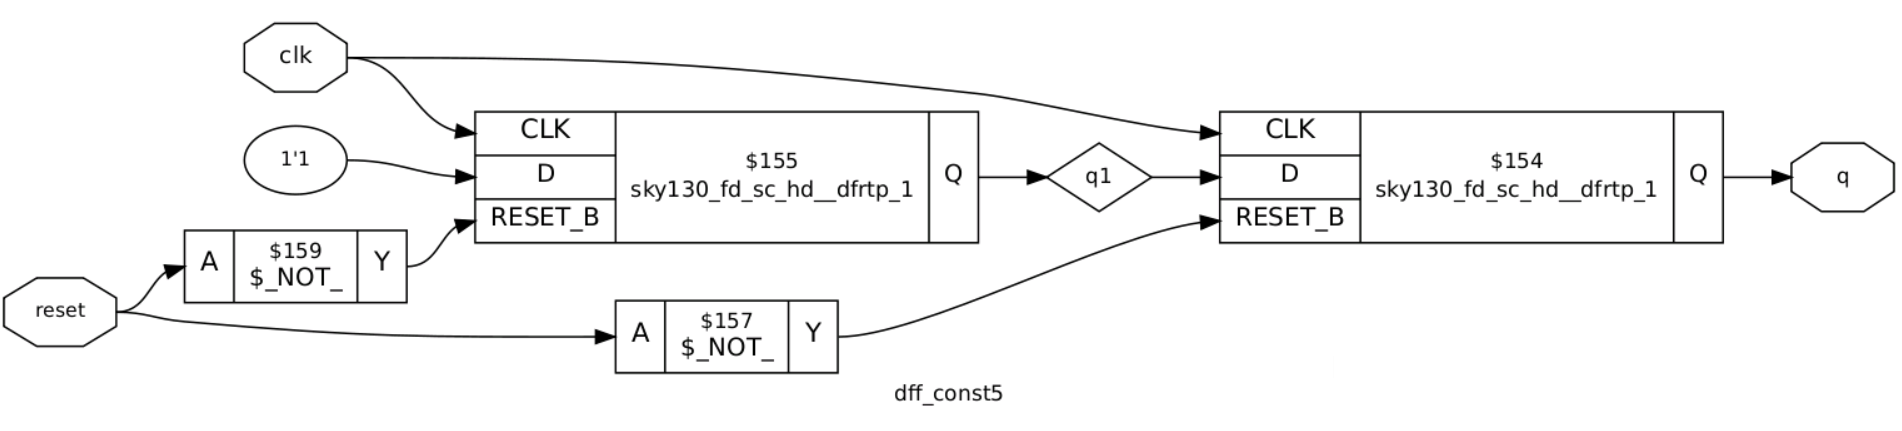 clk
1'1
CLK
D
RESET_B
$155
sky130_fd_sc_hd__dfrtp_1
Q
q1
CLK
D
RESET_B
$154
sky130_fd_sc_hd__dfrtp_1
Q
q
reset
A
$159
$_NOT_
Y
A
$157
$_NOT_
Y
dff_const5